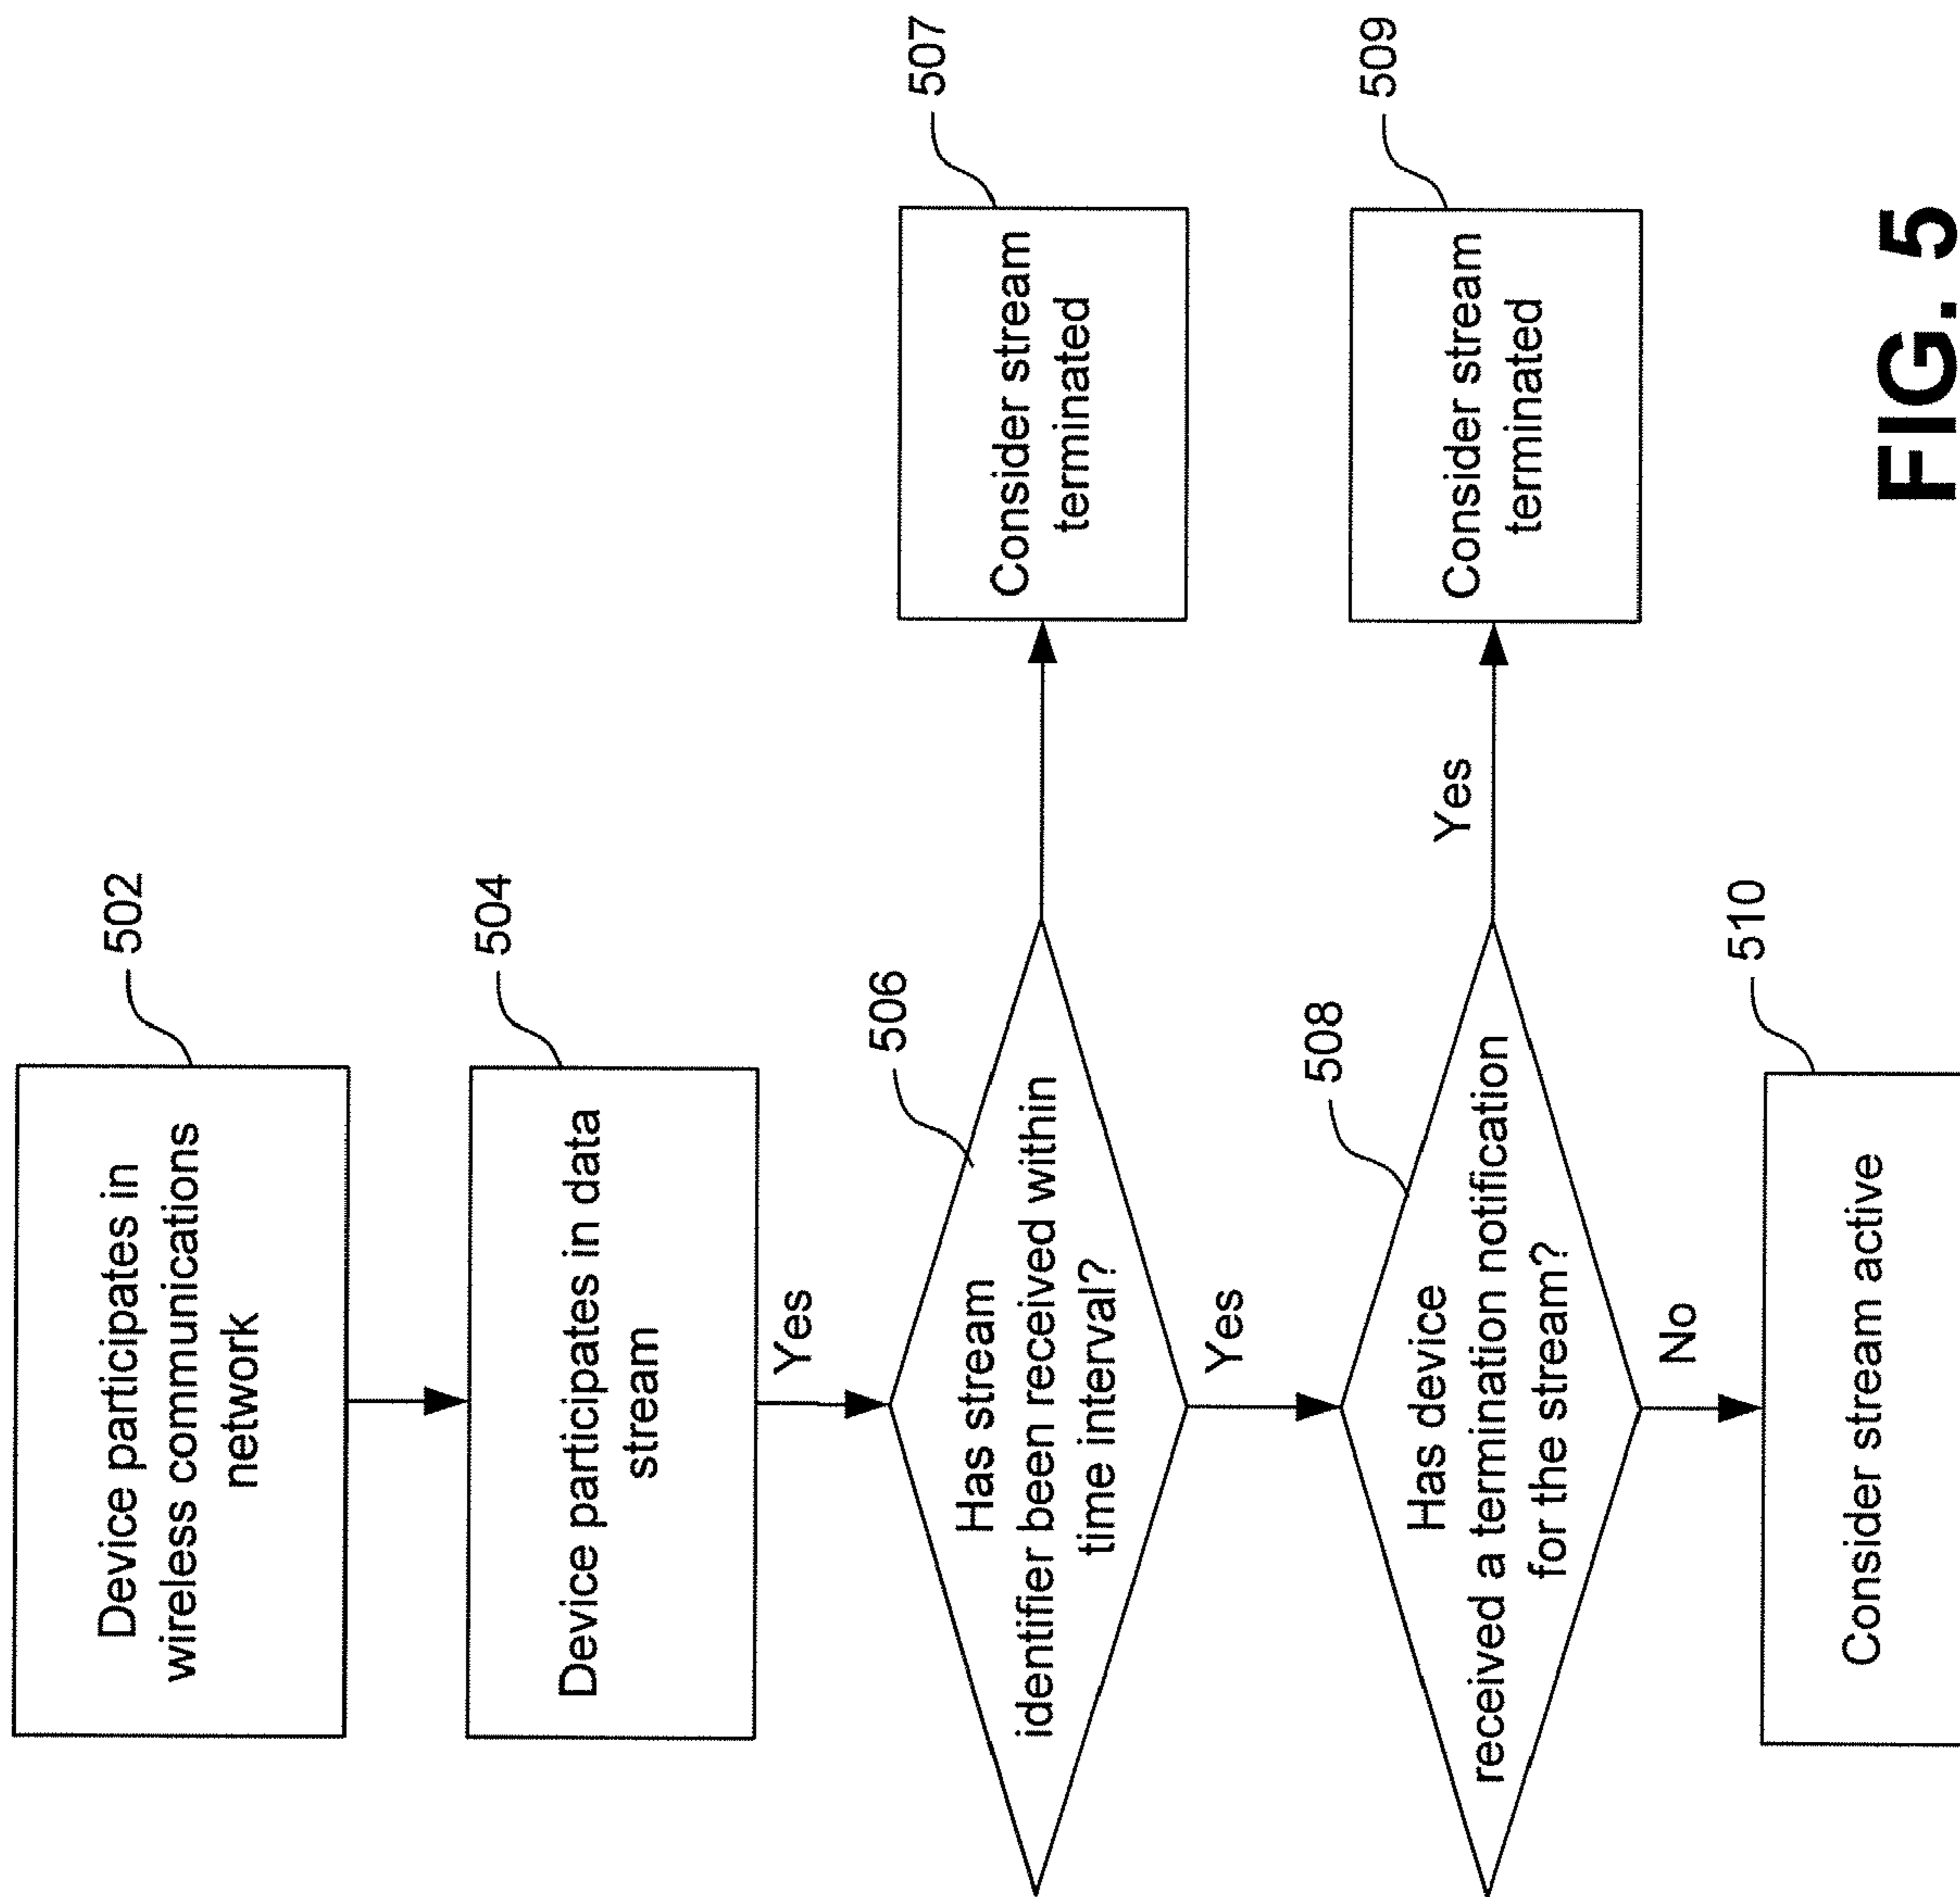 502
Device participates in
wireless communications
network
504
Device participates in data
stream
Yes
506
Has stream
identifier been received within
time interval?
507
Consider stream
terminated
Yes
508
Has device
received a termination notification
for the stream?
Yes
509
Consider stream
terminated
No
510
Consider stream active
FIG. 5